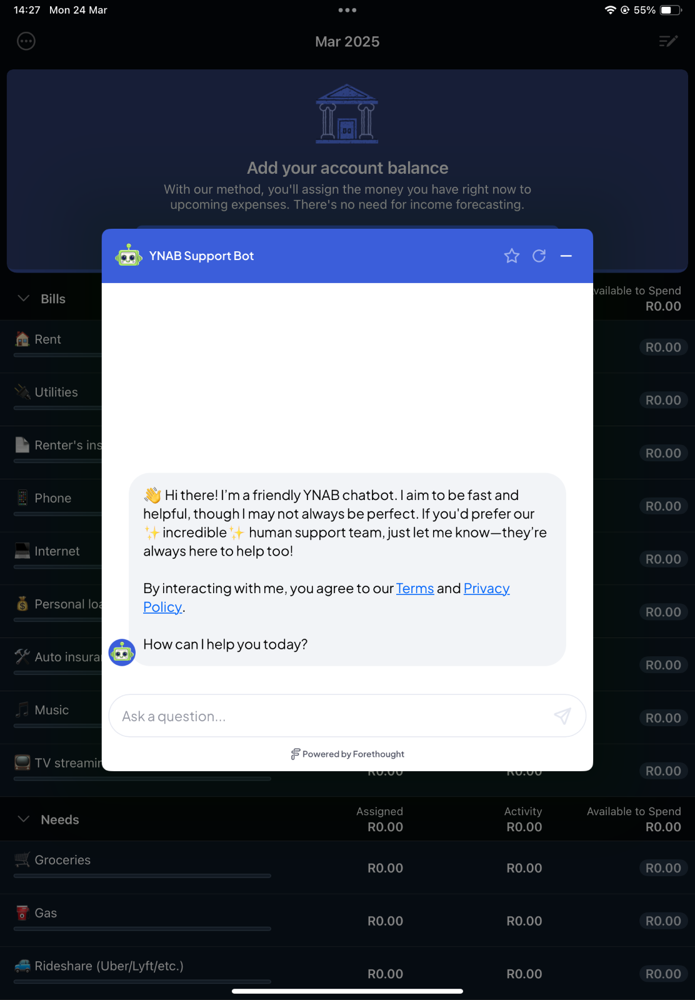 14:27 Mon 24 Mar
55%
Mar 2025
Add your account balance
With our method, you'll assign the money you have right now to
upcoming expenses. There's no need for income forecasting.
YNAB Support Bot
👋 Hi there! I'm a friendly YNAB chatbot. I aim to be fast and
helpful, though I may not always be perfect. If you'd prefer our
✨ incredible✨ human support team, just let me know—they're
always here to help too!
By interacting with me, you agree to our Terms and Privacy
Policy.
How can I help you today?
Ask a question...
Powered by Forethought
Bills
vailable to Spend
R0.00
Rent
R0.00
Utilities
R0.00
Renter's ins
R0.00
Phone
R0.00
Internet
R0.00
Personal loa
R0.00
Auto insura
R0.00
Music
R0.00
TV streamin
R0.00 R0.00 R0.00
Needs
Assigned Activity Available to Spend
R0.00 R0.00 R0.00
Groceries
R0.00 R0.00 R0.00
Gas
R0.00 R0.00 R0.00
Rideshare (Uber/Lyft/etc.)
R0.00 R0.00 R0.00